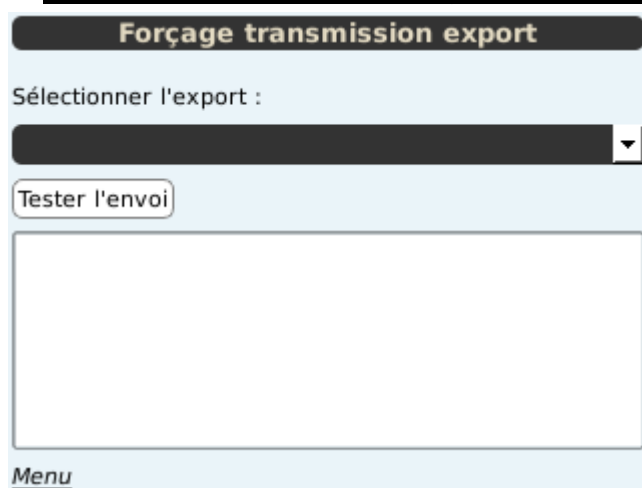 Forçage transmission export
Sélectionner l'export :
Tester l'envoi
Menu